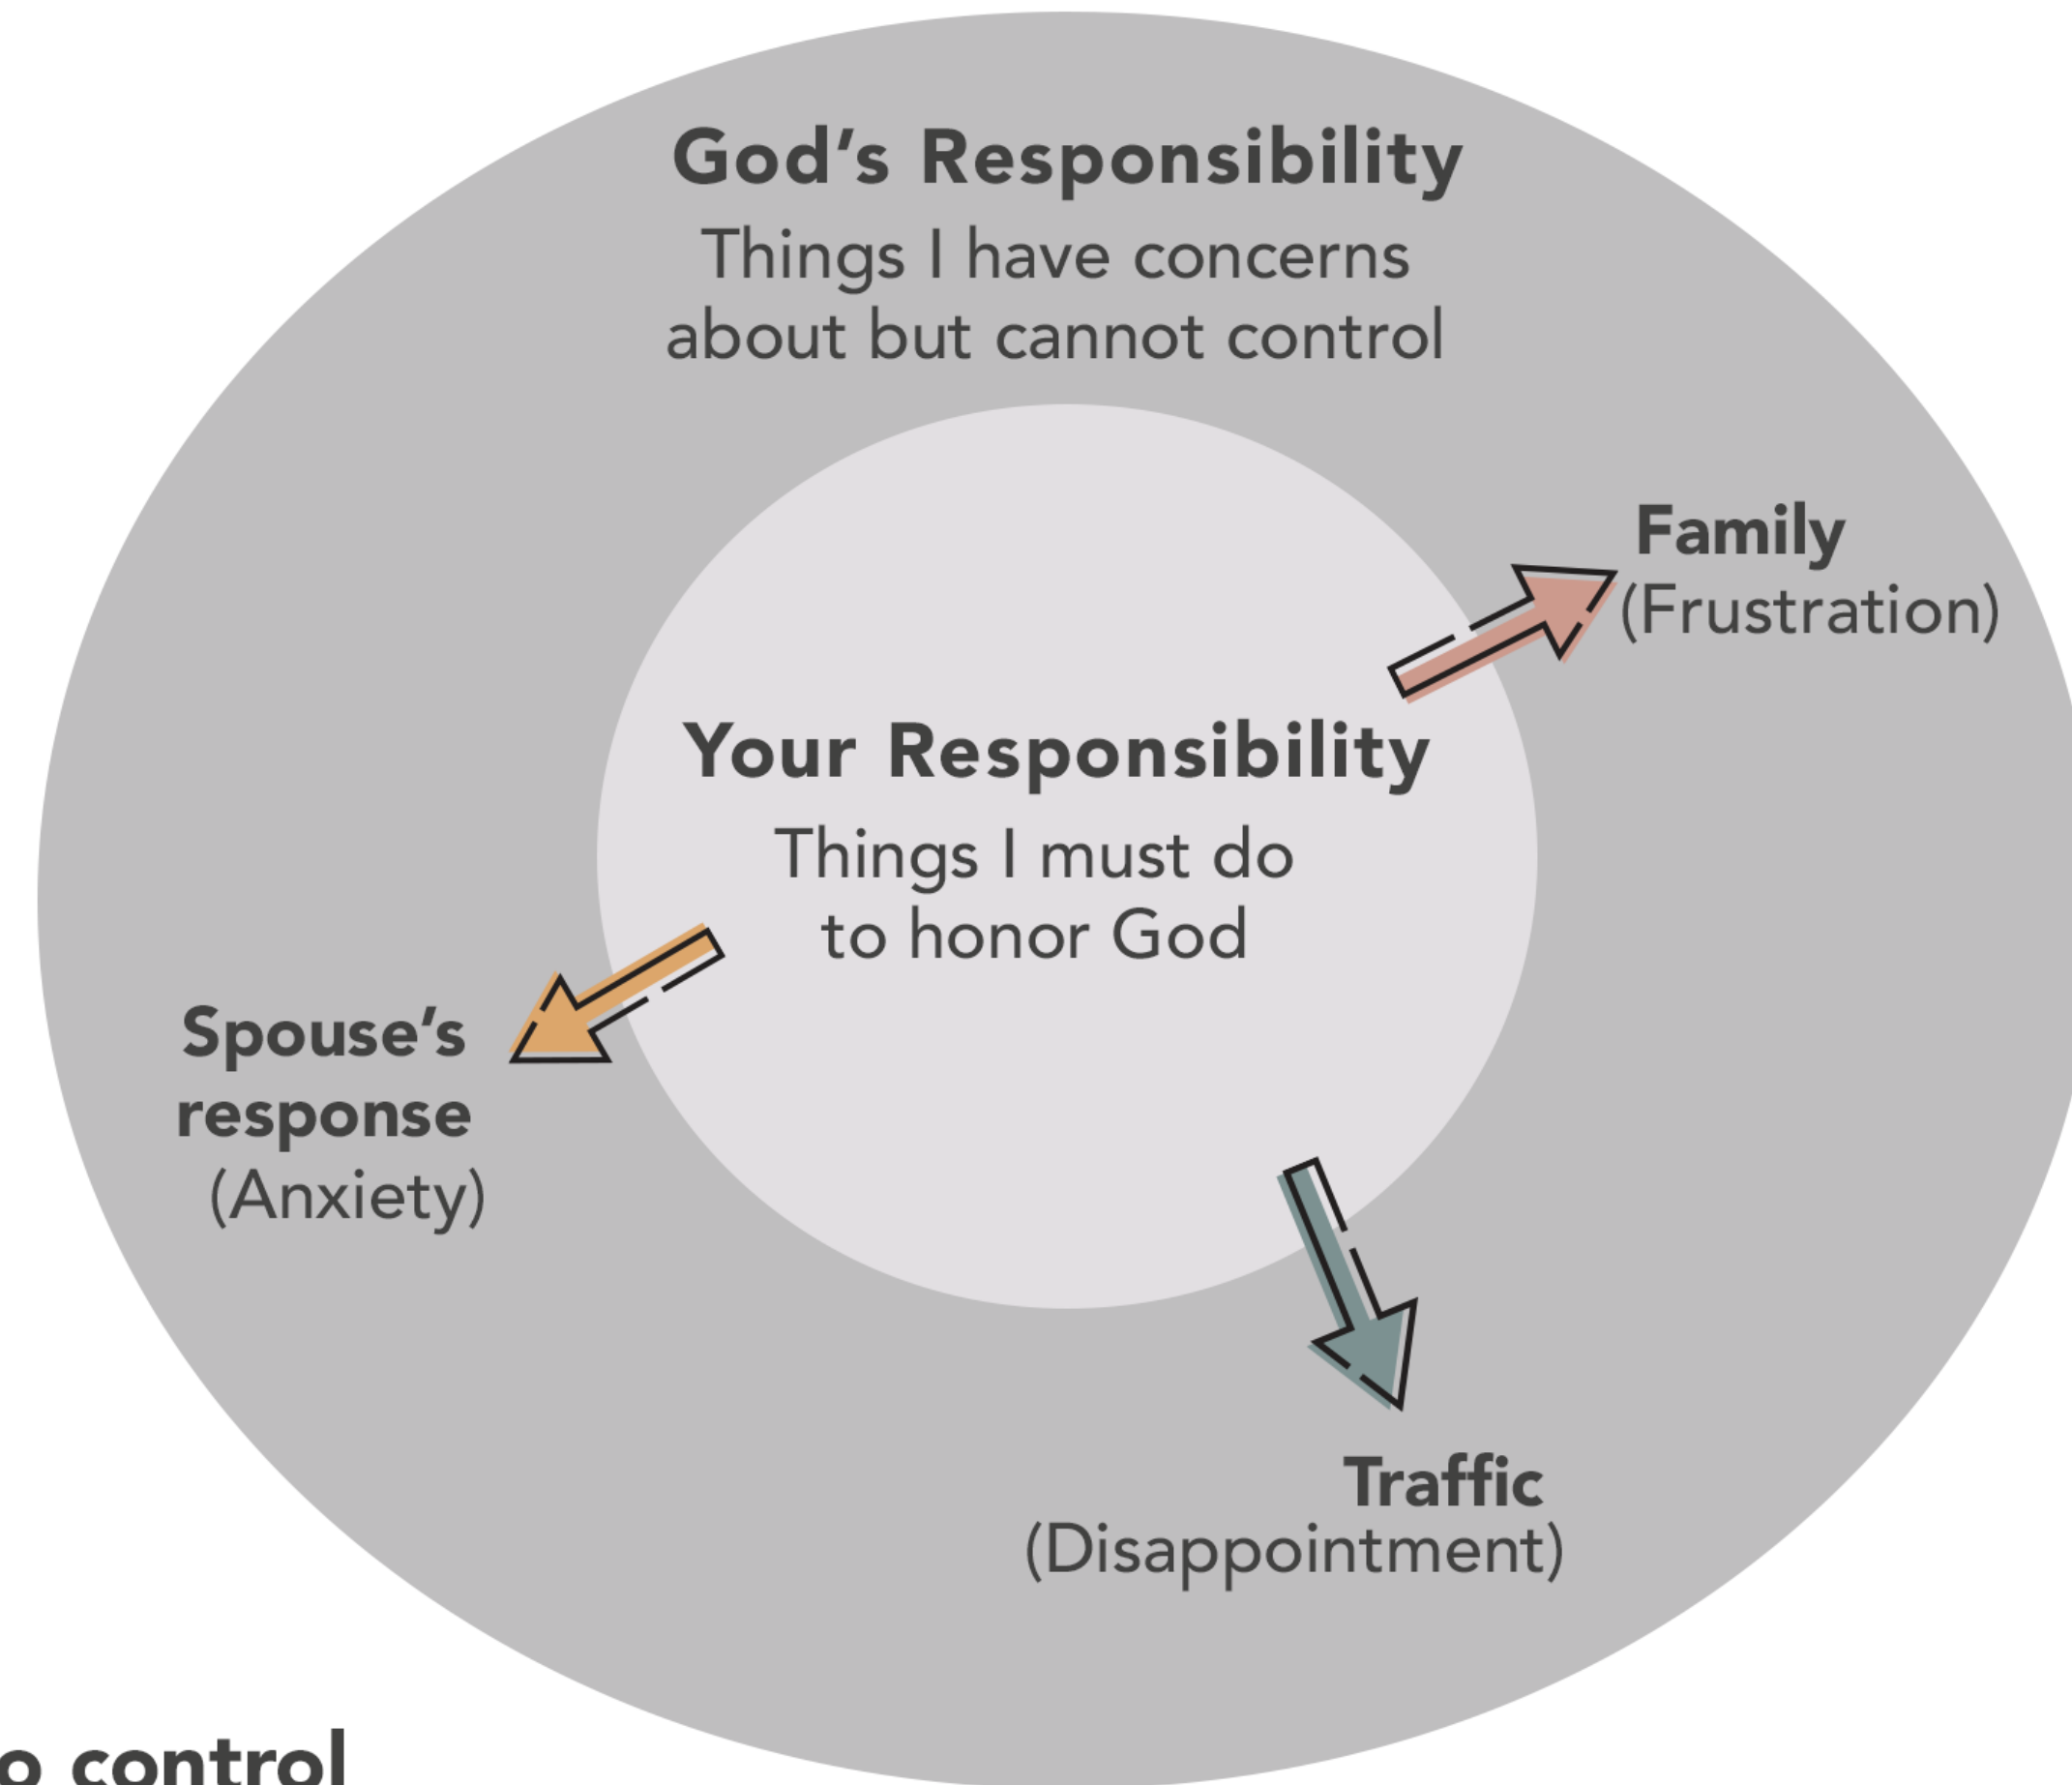 God's Responsibility
Things I have concerns
about but cannot control
Family
(Frustration)
Your Responsibility
Things I must do
to honor God
Spouse's
response
(Anxiety)
Traffic
(Disappointment)
o control